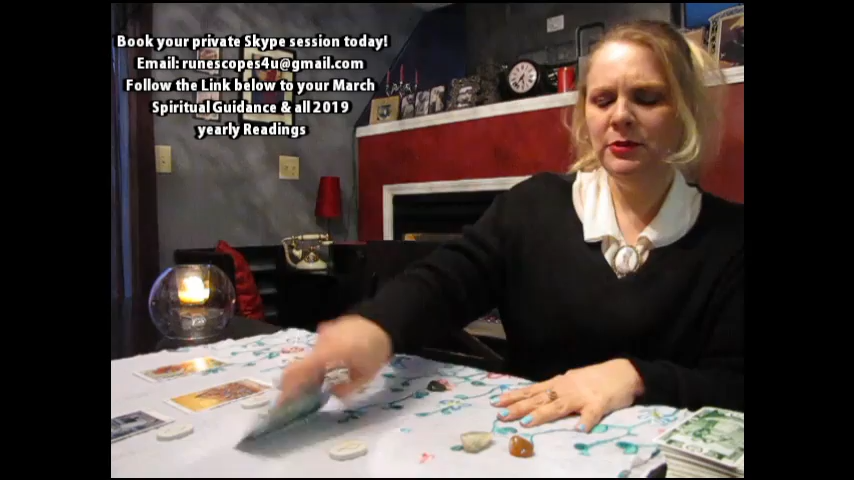 Book your private Skype session today!
Email: runescopes4u@gmail.com
Follow the Link below to your March
Spiritual Guidance & all 2019
yearly Readings